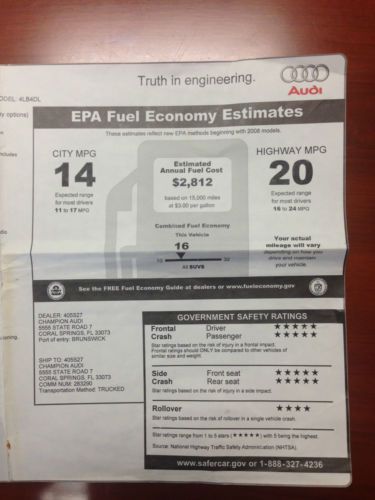 Truth in engineering.
Audi
ODEL: 4LB4DL
EPA Fuel Economy Estimates
These estimates reflect new EPA methods beginning with 2008 models.
CITY MPG
14
Expected range
for most drivers
11 to 17 MPG
Estimated
Annual Fuel Cost
$2,812
based on 15,000 miles
at $3.00 per gallon
HIGHWAY MPG
20
Expected range
for most drivers
16 to 24 MPG
Combined Fuel Economy
This Vehicle
16
All SUVS
Your actual
mileage will vary
depending on how you
drive and maintain
your vehicle.
See the FREE Fuel Economy Guide at dealers or www.fueleconomy.gov
DEALER: 405527
CHAMPION AUDI
5555 STATE ROAD 7
CORAL SPRINGS, FL 33073
Port of entry: BRUNSWICK
SHIP TO: 405527
CHAMPION AUDI
5555 STATE ROAD 7
CORAL SPRINGS, FL 33073
COMM NUM: 283290
Transportation Method: TRUCKED
GOVERNMENT SAFETY RATINGS
Frontal Driver ★★★★★
Crash Passenger ★★★★★
Star ratings based on the risk of injury in a frontal impact.
Frontal ratings should ONLY be compared to other vehicles of
similar size and weight.
Side Front seat ★★★★★
Crash Rear seat ★★★★★
Star ratings based on the risk of injury in a side impact.
Rollover ★★★★
Star ratings based on the risk of rollover in a single vehicle crash.
Star ratings range from 1 to 5 stars (★★★★★) with 5 being the highest.
Source: National Highway Traffic Safety Administration (NHTSA).
www.safercar.gov or 1-888-327-4236